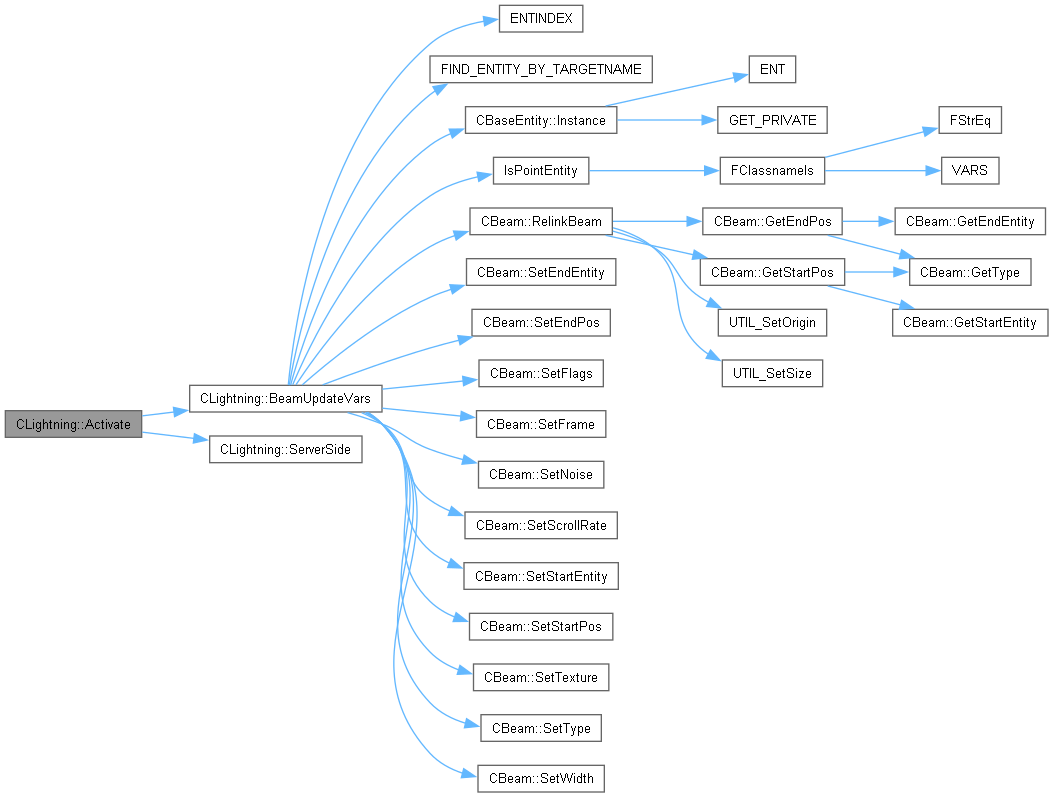 ENTINDEX
FIND_ENTITY_BY_TARGETNAME
ENT
CBaseEntity::Instance
GET_PRIVATE
FStrEq
IsPointEntity
FClassnameIs
VARS
CBeam::RelinkBeam
CBeam::GetEndPos
CBeam::GetEndEntity
CBeam::SetEndEntity
CBeam::GetStartPos
CBeam::GetType
CBeam::SetEndPos
UTIL_SetOrigin
CBeam::GetStartEntity
CBeam::SetFlags
UTIL_SetSize
CLightning::BeamUpdateVars
CLightning::Activate
CBeam::SetFrame
CLightning::ServerSide
CBeam::SetNoise
CBeam::SetScrollRate
CBeam::SetStartEntity
CBeam::SetStartPos
CBeam::SetTexture
CBeam::SetType
CBeam::SetWidth